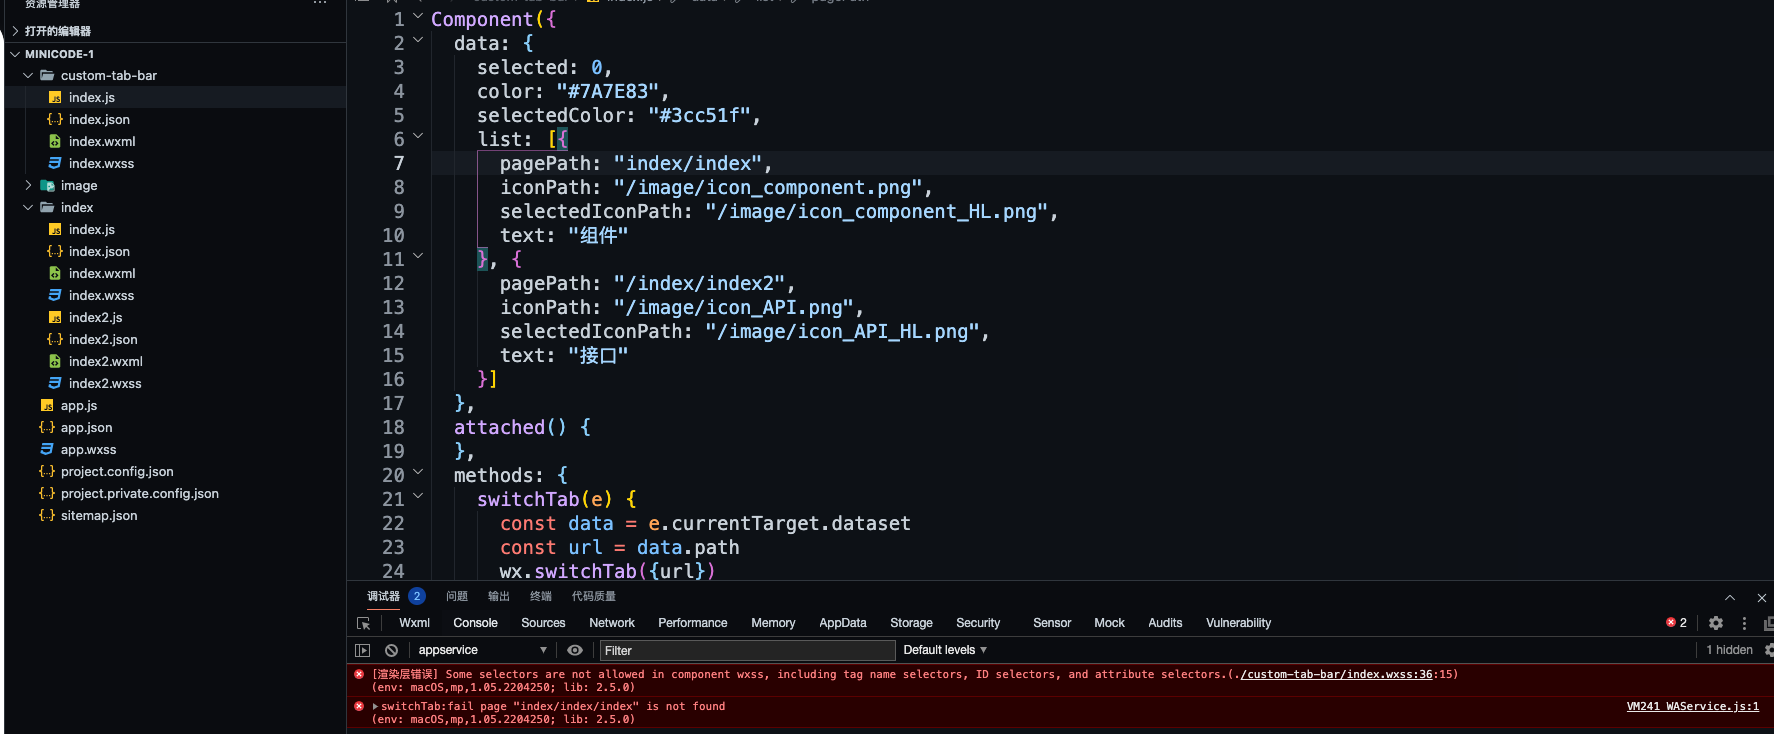 资源管理器
打开的编辑器
MINICODE-1
custom-tab-bar
index.js
index.json
index.wxml
index.wxss
image
index
index.js
index.json
index.wxml
index.wxss
index2.js
index2.json
index2.wxml
index2.wxss
app.js
app.json
app.wxss
project.config.json
project.private.config.json
sitemap.json
1 Component({
2 data: {
3 selected: 0,
4 color: "#7A7E83",
5 selectedColor: "#3cc51f",
6 list: [{
7 pagePath: "index/index",
8 iconPath: "/image/icon_component.png",
9 selectedIconPath: "/image/icon_component_HL.png",
10 text: "组件"
11 }, {
12 pagePath: "/index/index2",
13 iconPath: "/image/icon_API.png",
14 selectedIconPath: "/image/icon_API_HL.png",
15 text: "接口"
16 }]
17 },
18 attached() {
19 },
20 methods: {
21 switchTab(e) {
22 const data = e.currentTarget.dataset
23 const url = data.path
24 wx.switchTab({url})
调试器 2 问题 输出 终端 代码质量
Wxml Console Sources Network Performance Memory AppData Storage Security Sensor Mock Audits Vulnerability 2
appservice Filter Default levels 1 hidden
[渲染层错误] Some selectors are not allowed in component wxss, including tag name selectors, ID selectors, and attribute selectors.(./custom-tab-bar/index.wxss:36:15)
(env: macOS,mp,1.05.2204250; lib: 2.5.0)
switchTab:fail page "index/index/index" is not found VM241 WAService.js:1
(env: macOS,mp,1.05.2204250; lib: 2.5.0)